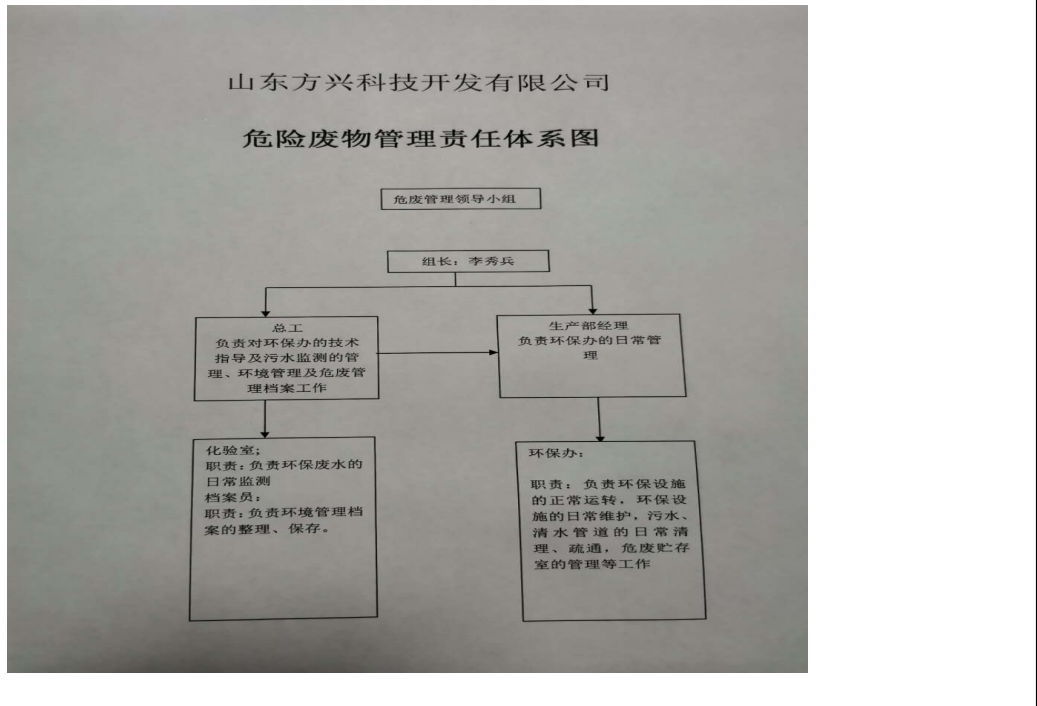 山东方兴科技开发有限公司
危险废物管理责任体系图
危废管理领导小组
组长：李秀兵
总工
负责对环保办的技术
指导及污水监测的管
理、环境管理及危废管
理档案工作
生产部经理
负责环保办的日常管
理
化验室;
职责：负责环保废水的
日常监测
档案员：
职责：负责环境管理档
案的整理、保存。
环保办：
职责：负责环保设施
的正常运转，环保设
施的日常维护，污水、
清水管道的日常清
理、疏通，危废贮存
室的管理等工作